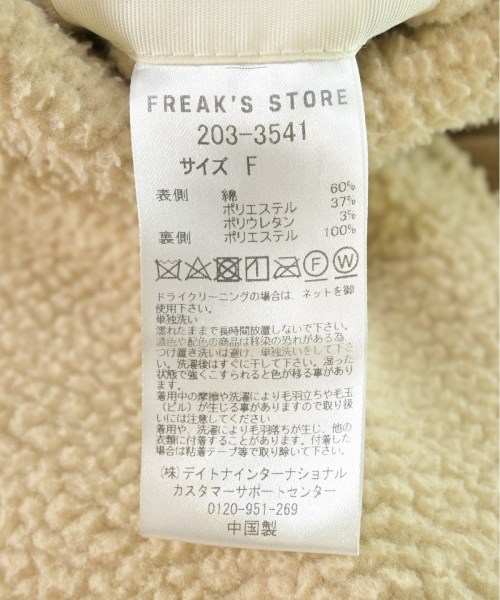 FREAK'S STORE
203-3541
サイズ F
表側 綿 60%
ポリエステル 37%
ポリウレタン 3%
裏側 ポリエステル 100%
F W
ドライクリーニングの場合は、ネットを御
使用下さい。
単独洗い
濡れたままで長時間放置しないで下さい。
濃色や配色の商品は移染の恐れがある為、
つけ置き洗いは避け、単独洗いをして下さ
い。洗濯後はすぐに干して下さい。湿った
状態で強くこすられると色が移る事があり
ます。
着用中の摩擦や洗濯により毛羽立ちや毛玉
(ピル)が生じる事がありますので取り扱
いには注意してください
着用や、洗濯により毛羽落ちが生じ、他の
衣類に付着することがあります。付着した
場合は粘着テープ等で取り除いて下さい。
(株)デイトナインターナショナル
カスタマーサポートセンター
0120-951-269
中国製